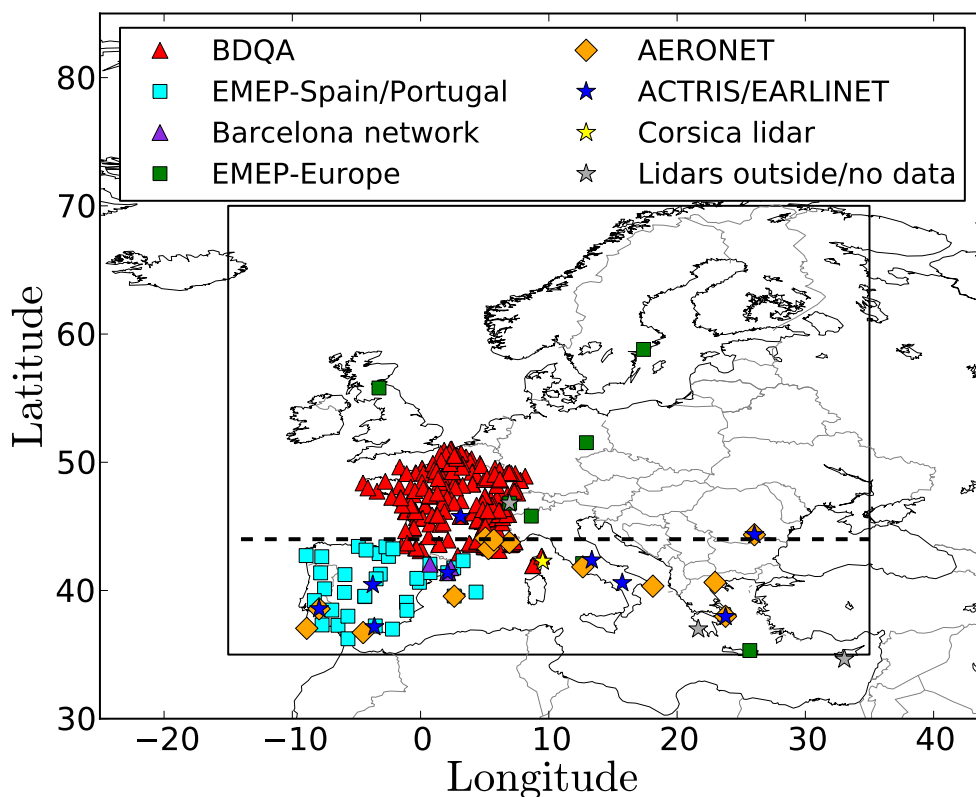 BDQA
EMEP-Spain/Portugal
Barcelona network
EMEP-Europe
AERONET
ACTRIS/EARLINET
Corsica lidar
Lidars outside/no data
80
70
60
50
40
30
Latitude
−20 −10 0 10 20 30 40
Longitude